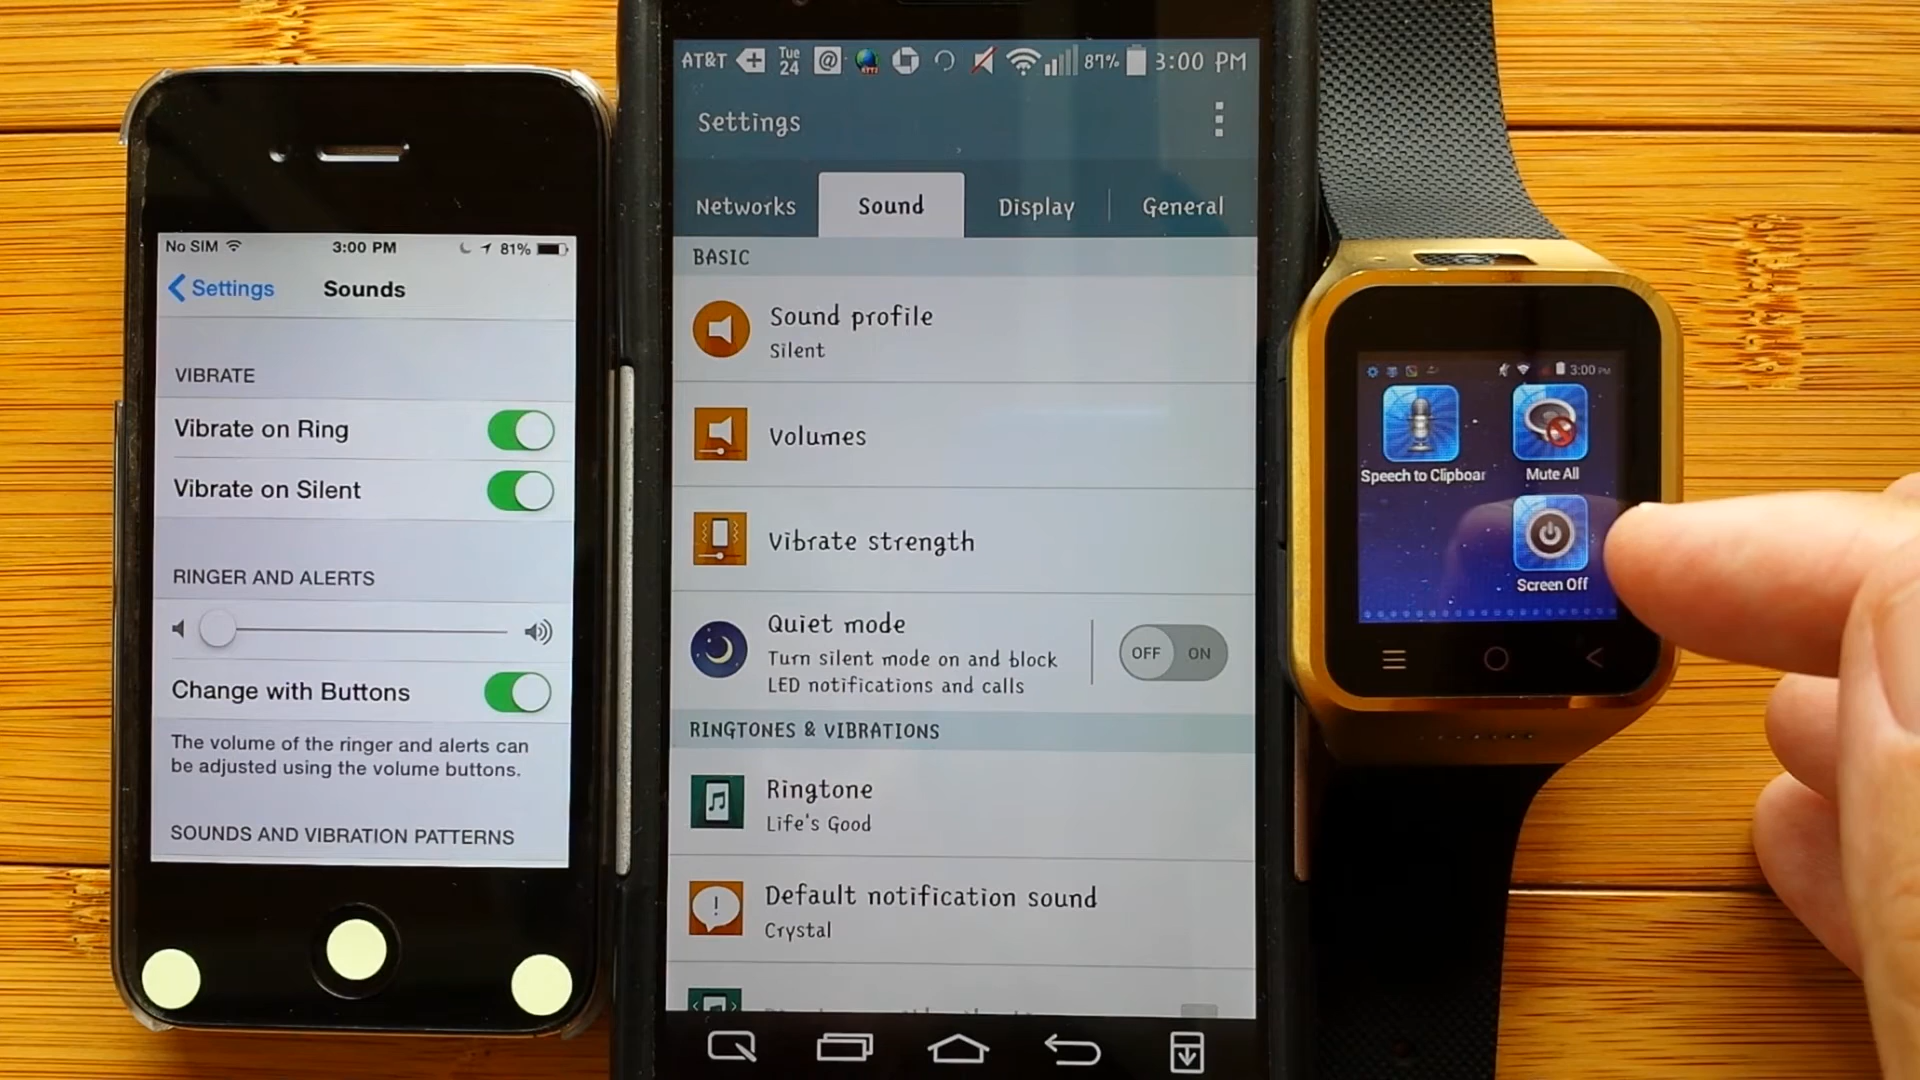 No SIM 3:00 PM 81%
Settings Sounds
VIBRATE
Vibrate on Ring
Vibrate on Silent
RINGER AND ALERTS
Change with Buttons
The volume of the ringer and alerts can
be adjusted using the volume buttons.
SOUNDS AND VIBRATION PATTERNS
AT&T Tue 24 @ 87% 3:00 PM
Settings
Networks Sound Display General
BASIC
Sound profile
Silent
Volumes
Vibrate strength
Quiet mode
Turn silent mode on and block
LED notifications and calls
OFF ON
RINGTONES & VIBRATIONS
Ringtone
Life's Good
Default notification sound
Crystal
3:00 PM
Speech to Clipboar Mute All
Screen Off